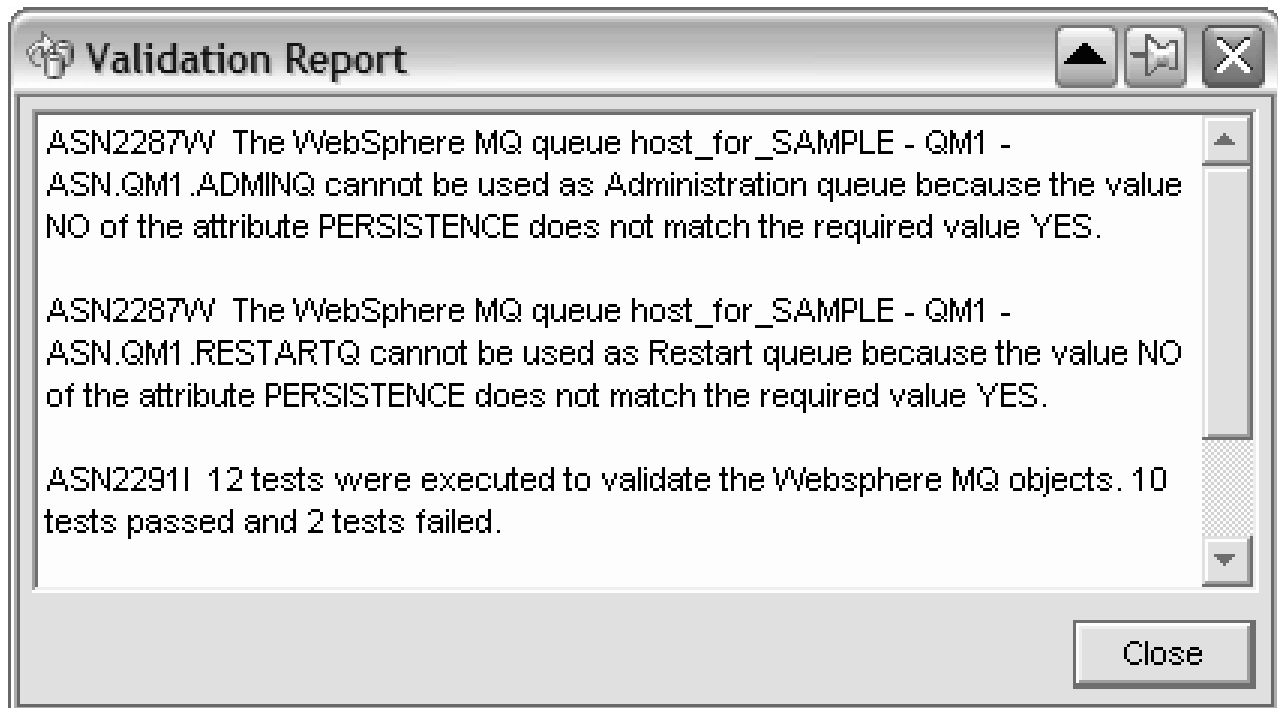 Validation Report
ASN2287W The WebSphere MQ queue host_for_SAMPLE - QM1 -
ASN.QM1.ADMINQ cannot be used as Administration queue because the value
NO of the attribute PERSISTENCE does not match the required value YES.
ASN2287W The WebSphere MQ queue host_for_SAMPLE - QM1 -
ASN.QM1.RESTARTQ cannot be used as Restart queue because the value NO
of the attribute PERSISTENCE does not match the required value YES.
ASN2291I 12 tests were executed to validate the Websphere MQ objects. 10
tests passed and 2 tests failed.
Close